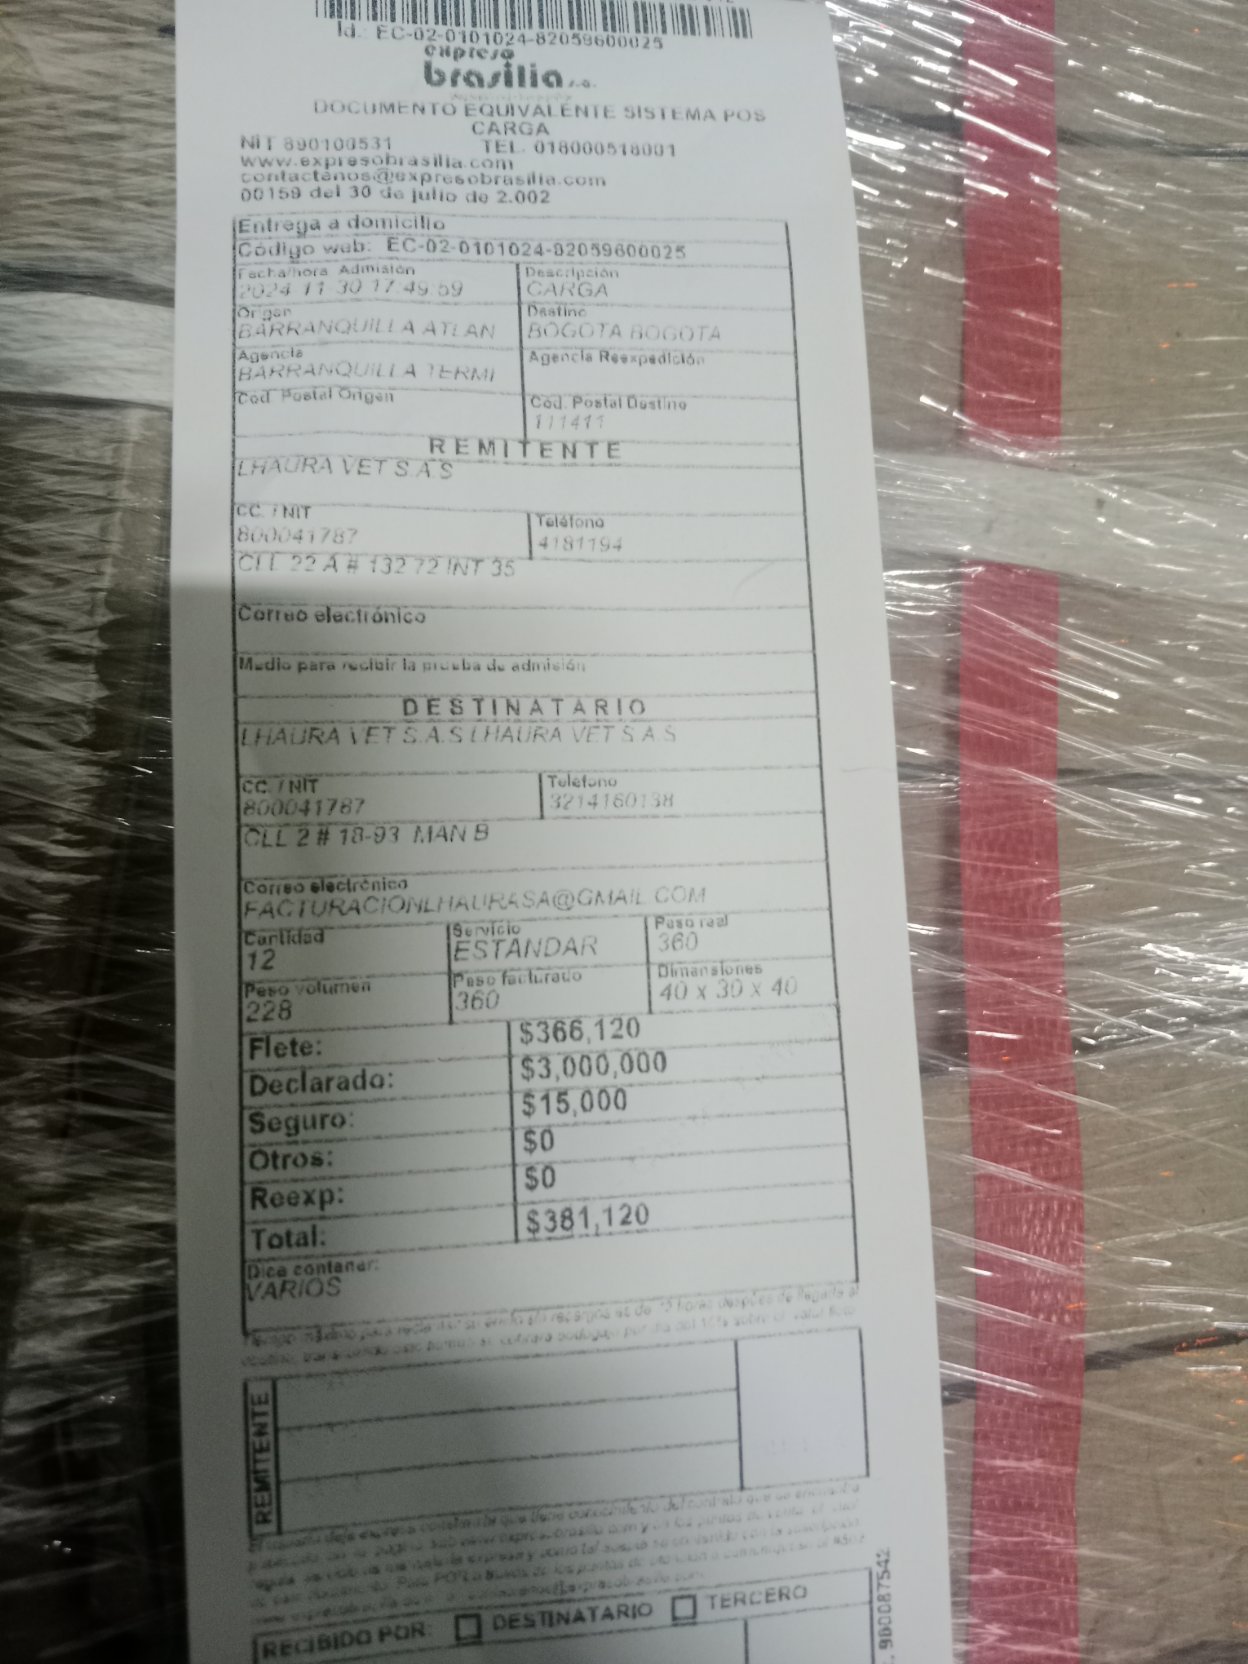 Id.: EC-02-0101024-82059600025
expreso
brasilia s.a.
DOCUMENTO EQUIVALENTE SISTEMA POS
CARGA
NIT 890100531 TEL. 018000518001
www.expresobrasilia.com
contactenos@expresobrasilia.com
00159 del 30 de julio de 2.002
Entrega a domicilio
Código web: EC-02-0101024-82059600025
Fecha/hora Admisión Descripción
2024-11-30 17:49:59 CARGA
Origen Destino
BARRANQUILLA ATLAN BOGOTA BOGOTA
Agencia Agencia Reexpedición
BARRANQUILLA TERMI
Cod. Postal Origen Cod. Postal Destino
111411
REMITENTE
LHAURA VET S.A.S
CC. / NIT Teléfono
800041787 4181194
CLL 22 A # 132 72 INT 35
Correo electrónico
Medio para recibir la prueba de admisión
DESTINATARIO
LHAURA VET S.A.S LHAURA VET S.A.S
CC. / NIT Telefono
800041787 3214160138
CLL 2 # 18-93 MAN B
Correo electrónico
FACTURACIONLHAURASA@GMAIL.COM
Cantidad Servicio Peso real
12 ESTANDAR 360
Peso volumen Peso facturado Dimensiones
228 360 40 x 30 x 40
Flete: $366,120
Declarado: $3,000,000
Seguro: $15,000
Otros: $0
Reexp: $0
Total: $381,120
Dice contener:
VARIOS
REMITENTE
RECIBIDO POR: DESTINATARIO TERCERO
900087542